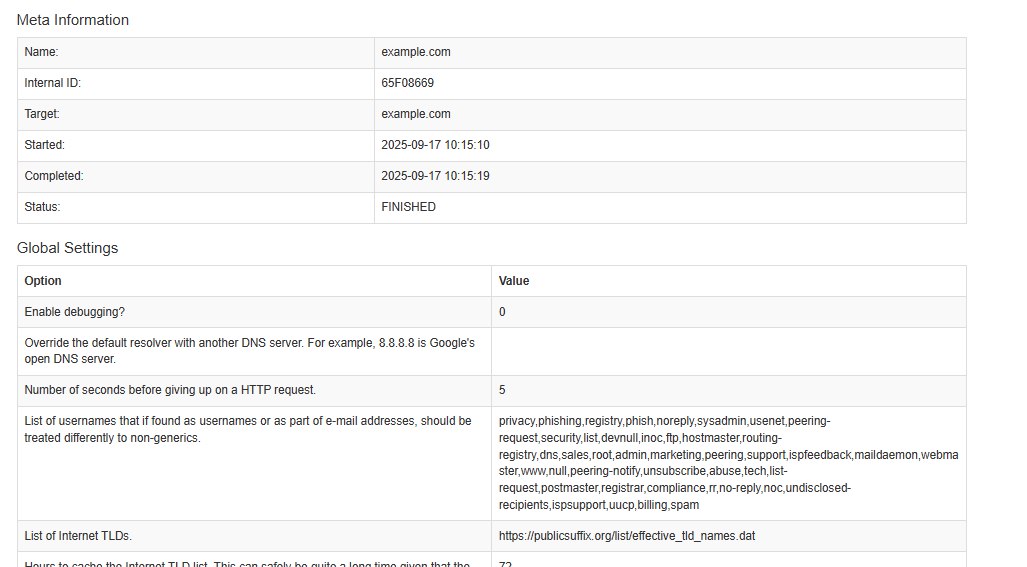 Meta Information
Name: example.com
Internal ID: 65F08669
Target: example.com
Started: 2025-09-17 10:15:10
Completed: 2025-09-17 10:15:19
Status: FINISHED
Global Settings
Option Value
Enable debugging? 0
Override the default resolver with another DNS server. For example, 8.8.8.8 is Google's
open DNS server.
Number of seconds before giving up on a HTTP request. 5
List of usernames that if found as usernames or as part of e-mail addresses, should be
treated differently to non-generics.
privacy,phishing,registry,phish,noreply,sysadmin,usenet,peering-
request,security,list,devnull,inoc,ftp,hostmaster,routing-
registry,dns,sales,root,admin,marketing,peering,support,ispfeedback,maildaemon,webma
ster,www,null,peering-notify,unsubscribe,abuse,tech,list-
request,postmaster,registrar,compliance,rr,no-reply,noc,undisclosed-
recipients,ispsupport,uucp,billing,spam
List of Internet TLDs. https://publicsuffix.org/list/effective_tld_names.dat
Hours to cache the Internet TLD list. This can safely be quite a long time given that the 72